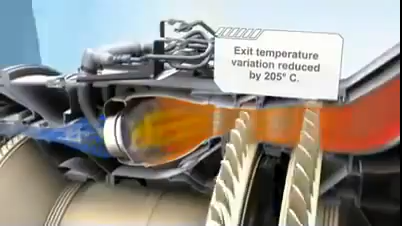 Exit temperature
variation reduced
by 205° C.